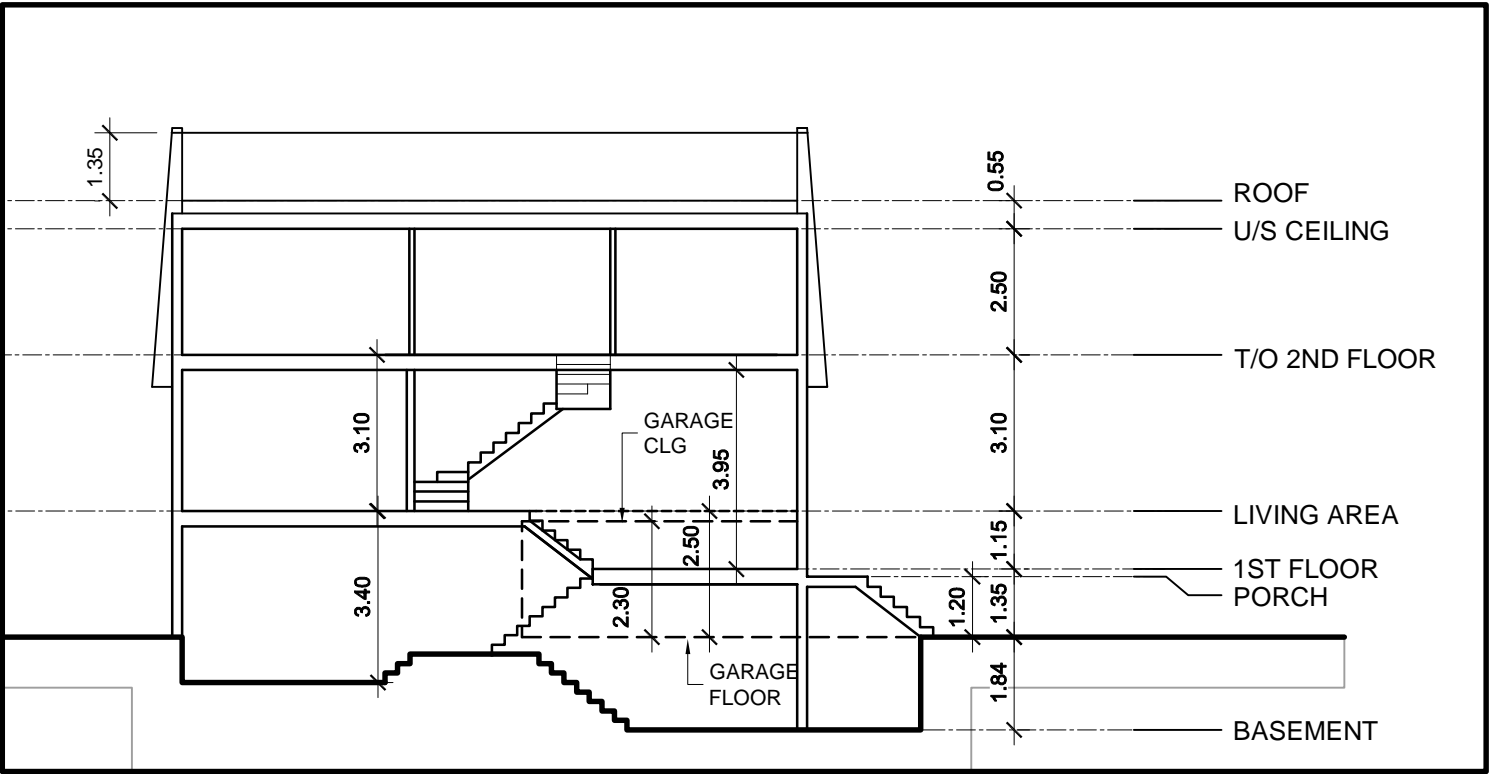 1.35
0.55
ROOF
U/S CEILING
2.50
T/O 2ND FLOOR
3.10
GARAGE
CLG
3.95
3.10
LIVING AREA
2.50
1.15
1ST FLOOR
PORCH
3.40
2.30
1.20
1.35
GARAGE
FLOOR
1.84
BASEMENT